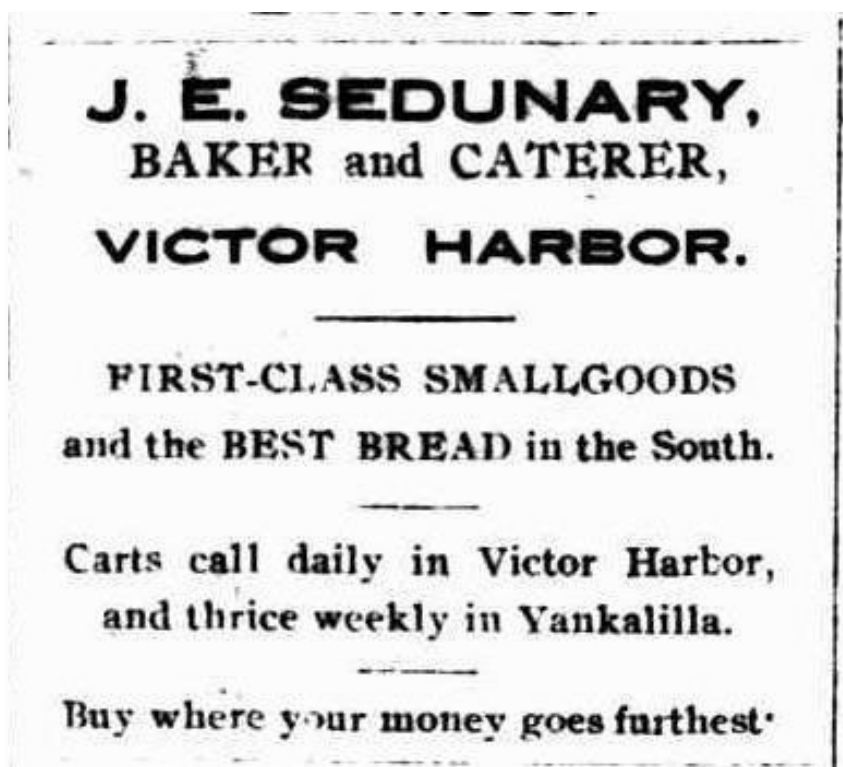 J. E. SEDUNARY,
BAKER and CATERER,
VICTOR HARBOR.
FIRST-CLASS SMALLGOODS
and the BEST BREAD in the South.
Carts call daily in Victor Harbor,
and thrice weekly in Yankalilla.
Buy where your money goes furthest.